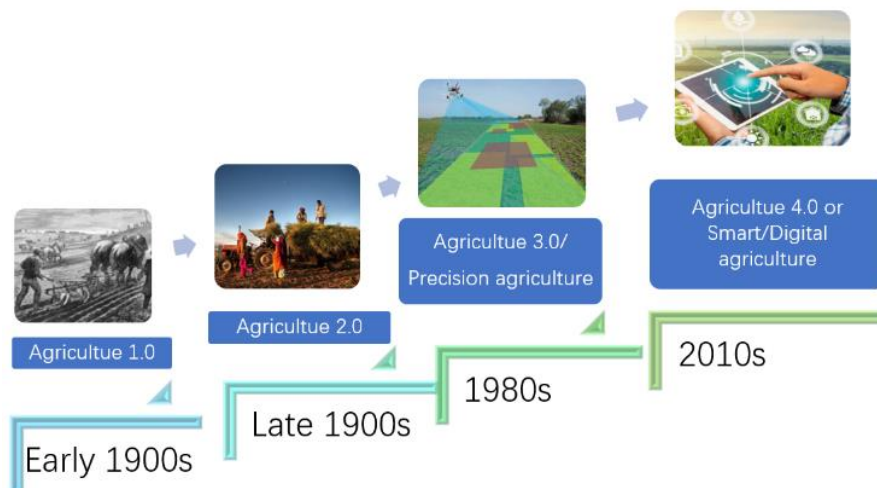 Agricultue 1.0
Early 1900s
Agricultue 2.0
Late 1900s
Agricultue 3.0/
Precision agriculture
1980s
Agricultue 4.0 or
Smart/Digital
agriculture
2010s